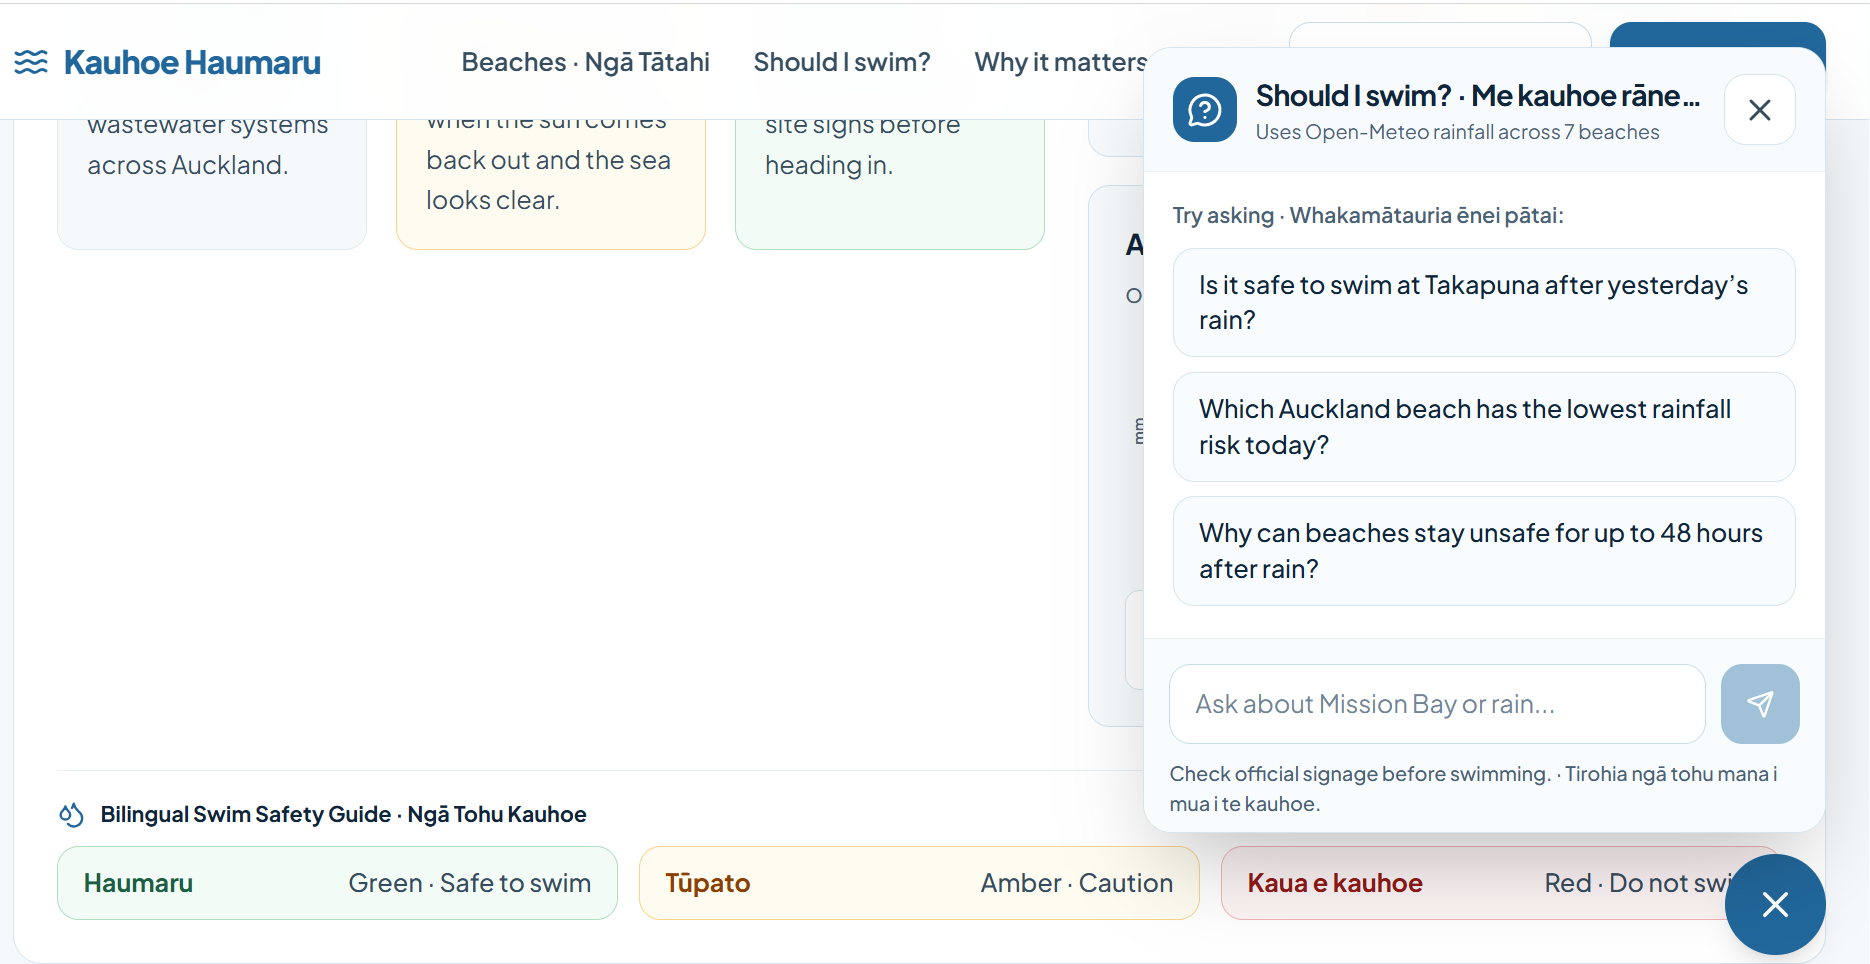 Kauhoe Haumaru
Beaches · Ngā Tātahi
Should I swim?
Why it matters
wastewater systems
across Auckland.
when the sun comes
back out and the sea
looks clear.
site signs before
heading in.
A
O
mm
Should I swim? · Me kauhoe rāne...
Uses Open-Meteo rainfall across 7 beaches
Try asking · Whakamātauria ēnei pātai:
Is it safe to swim at Takapuna after yesterday’s
rain?
Which Auckland beach has the lowest rainfall
risk today?
Why can beaches stay unsafe for up to 48 hours
after rain?
Ask about Mission Bay or rain...
Check official signage before swimming. · Tirohia ngā tohu mana i
mua i te kauhoe.
Bilingual Swim Safety Guide · Ngā Tohu Kauhoe
Haumaru
Green · Safe to swim
Tūpato
Amber · Caution
Kaua e kauhoe
Red · Do not swi